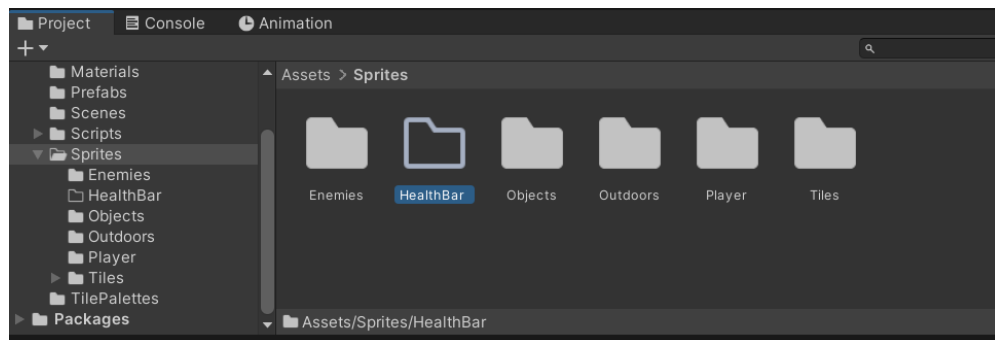 Project Console Animation
Assets > Sprites
Materials
Prefabs
Scenes
Scripts
Sprites
Enemies
HealthBar
Objects
Outdoors
Player
Tiles
TilePalettes
Packages
Enemies HealthBar Objects Outdoors Player Tiles
Assets/Sprites/HealthBar